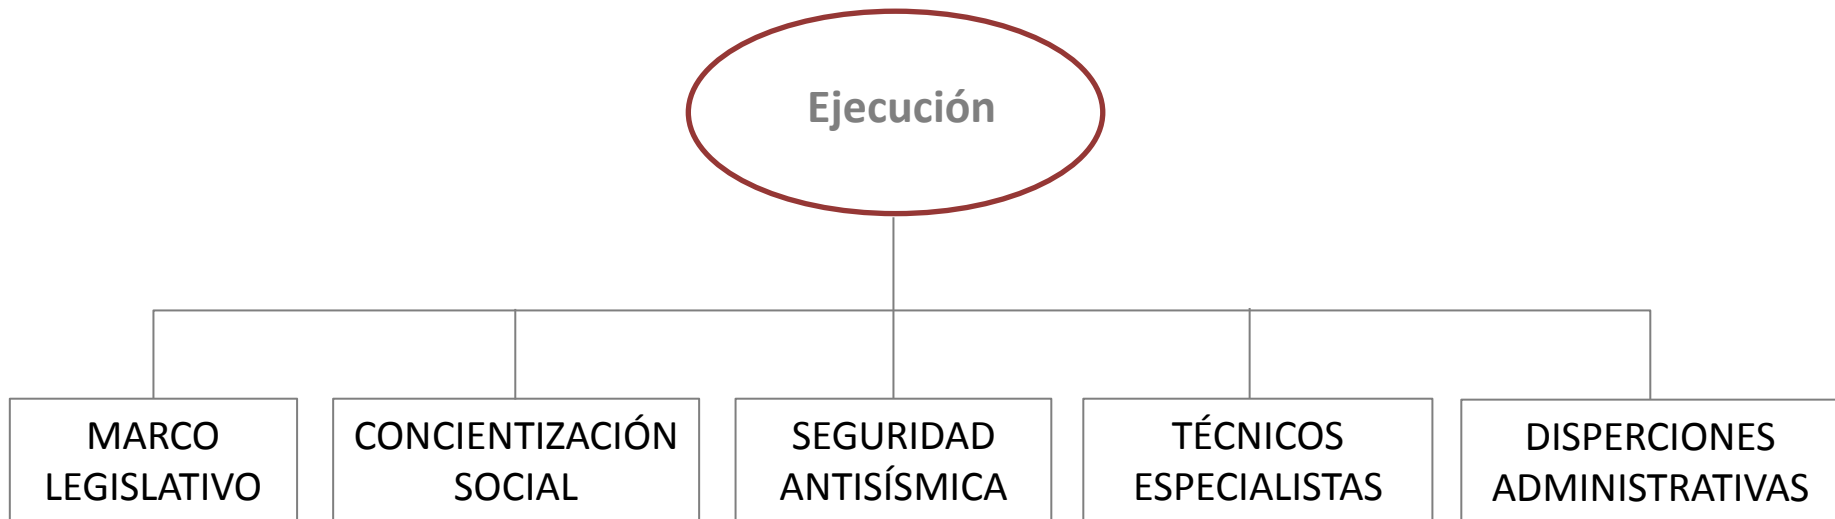 Ejecución
MARCO
LEGISLATIVO
CONCIENTIZACIÓN
SOCIAL
SEGURIDAD
ANTISÍSMICA
TÉCNICOS
ESPECIALISTAS
DISPERCIONES
ADMINISTRATIVAS